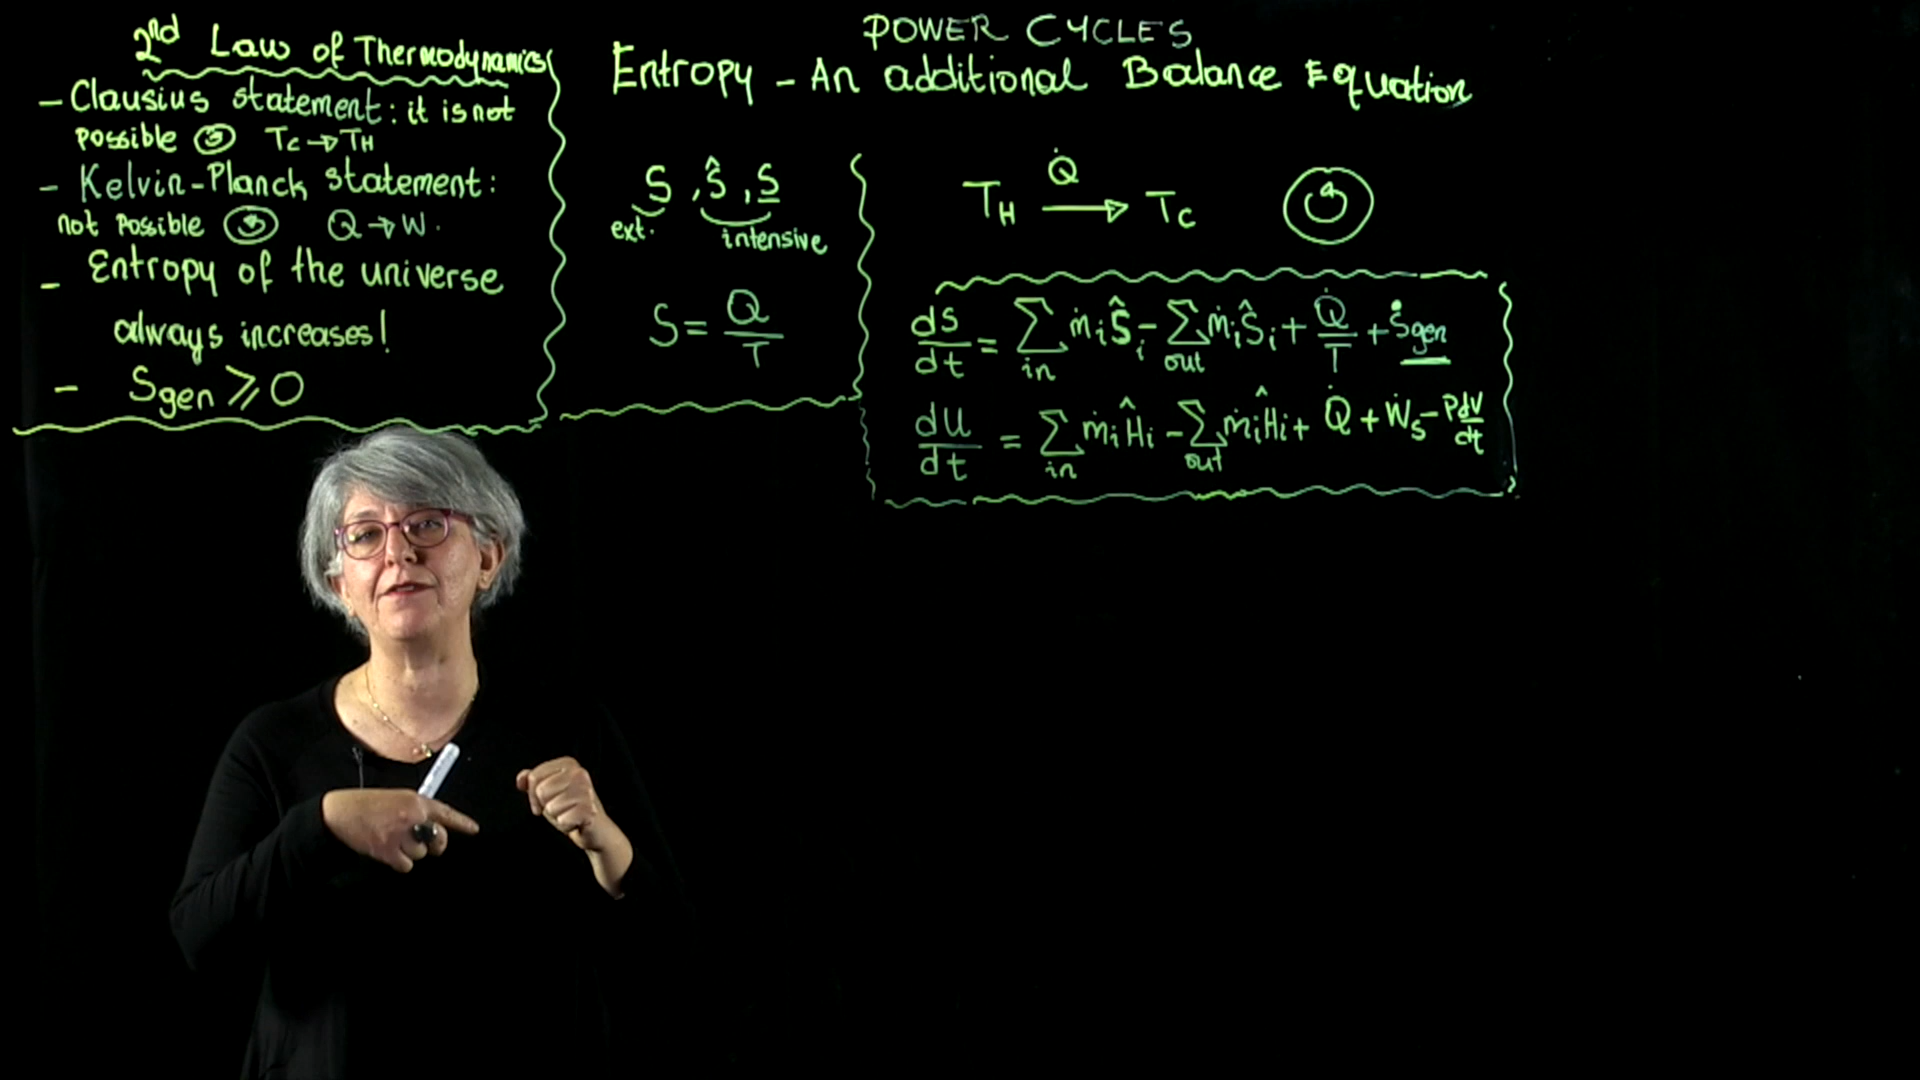 POWER CYCLES
Entropy - An additional Balance Equation
2nd Law of Thermodynamics
- Clausius statement: it is not
possible Tc → TH
- Kelvin-Planck statement:
not possible Q → W.
- Entropy of the universe
always increases!
- Sgen ⩾ 0
S, Ŝ, S̲
ext. intensive
S = Q/T
TH Q̇ → Tc
dS/dt = ∑in ṁi Ŝi - ∑out ṁi Ŝi + Q̇/T + Ṡgen
dU/dt = ∑in ṁi Ĥi - ∑out ṁi Ĥi + Q̇ + Ẇs - PdV/dt